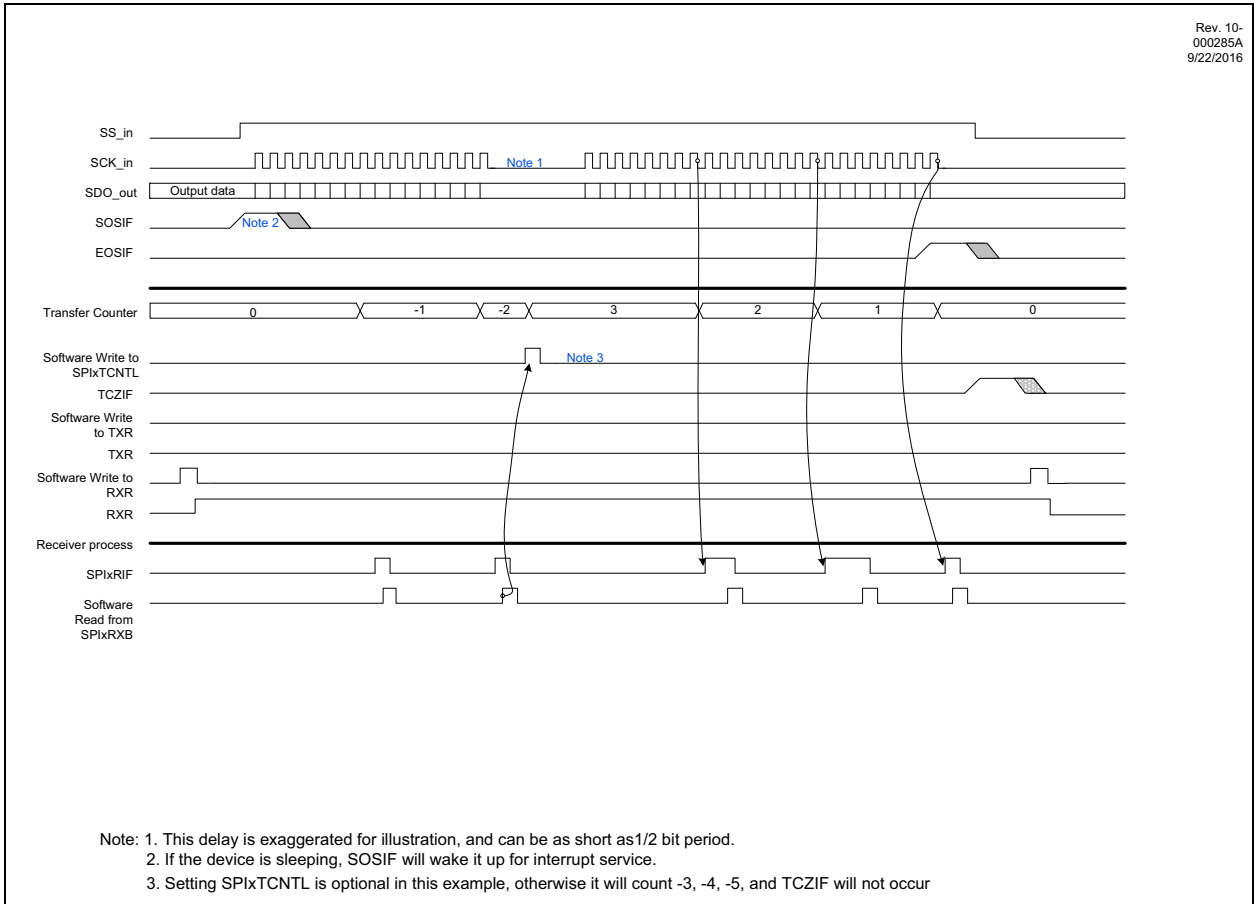 Rev. 10-
000285A
9/22/2016
SS_in
SCK_in
Note 1
SDO_out
Output data
SOSIF
Note 2
EOSIF
Transfer Counter
0
-1
-2
3
2
1
0
Software Write to
SPIxTCNTL
Note 3
TCZIF
Software Write
to TXR
TXR
Software Write to
RXR
RXR
Receiver process
SPIxRIF
Software
Read from
SPIxRXB
Note: 1. This delay is exaggerated for illustration, and can be as short as1/2 bit period.
2. If the device is sleeping, SOSIF will wake it up for interrupt service.
3. Setting SPIxTCNTL is optional in this example, otherwise it will count -3, -4, -5, and TCZIF will not occur